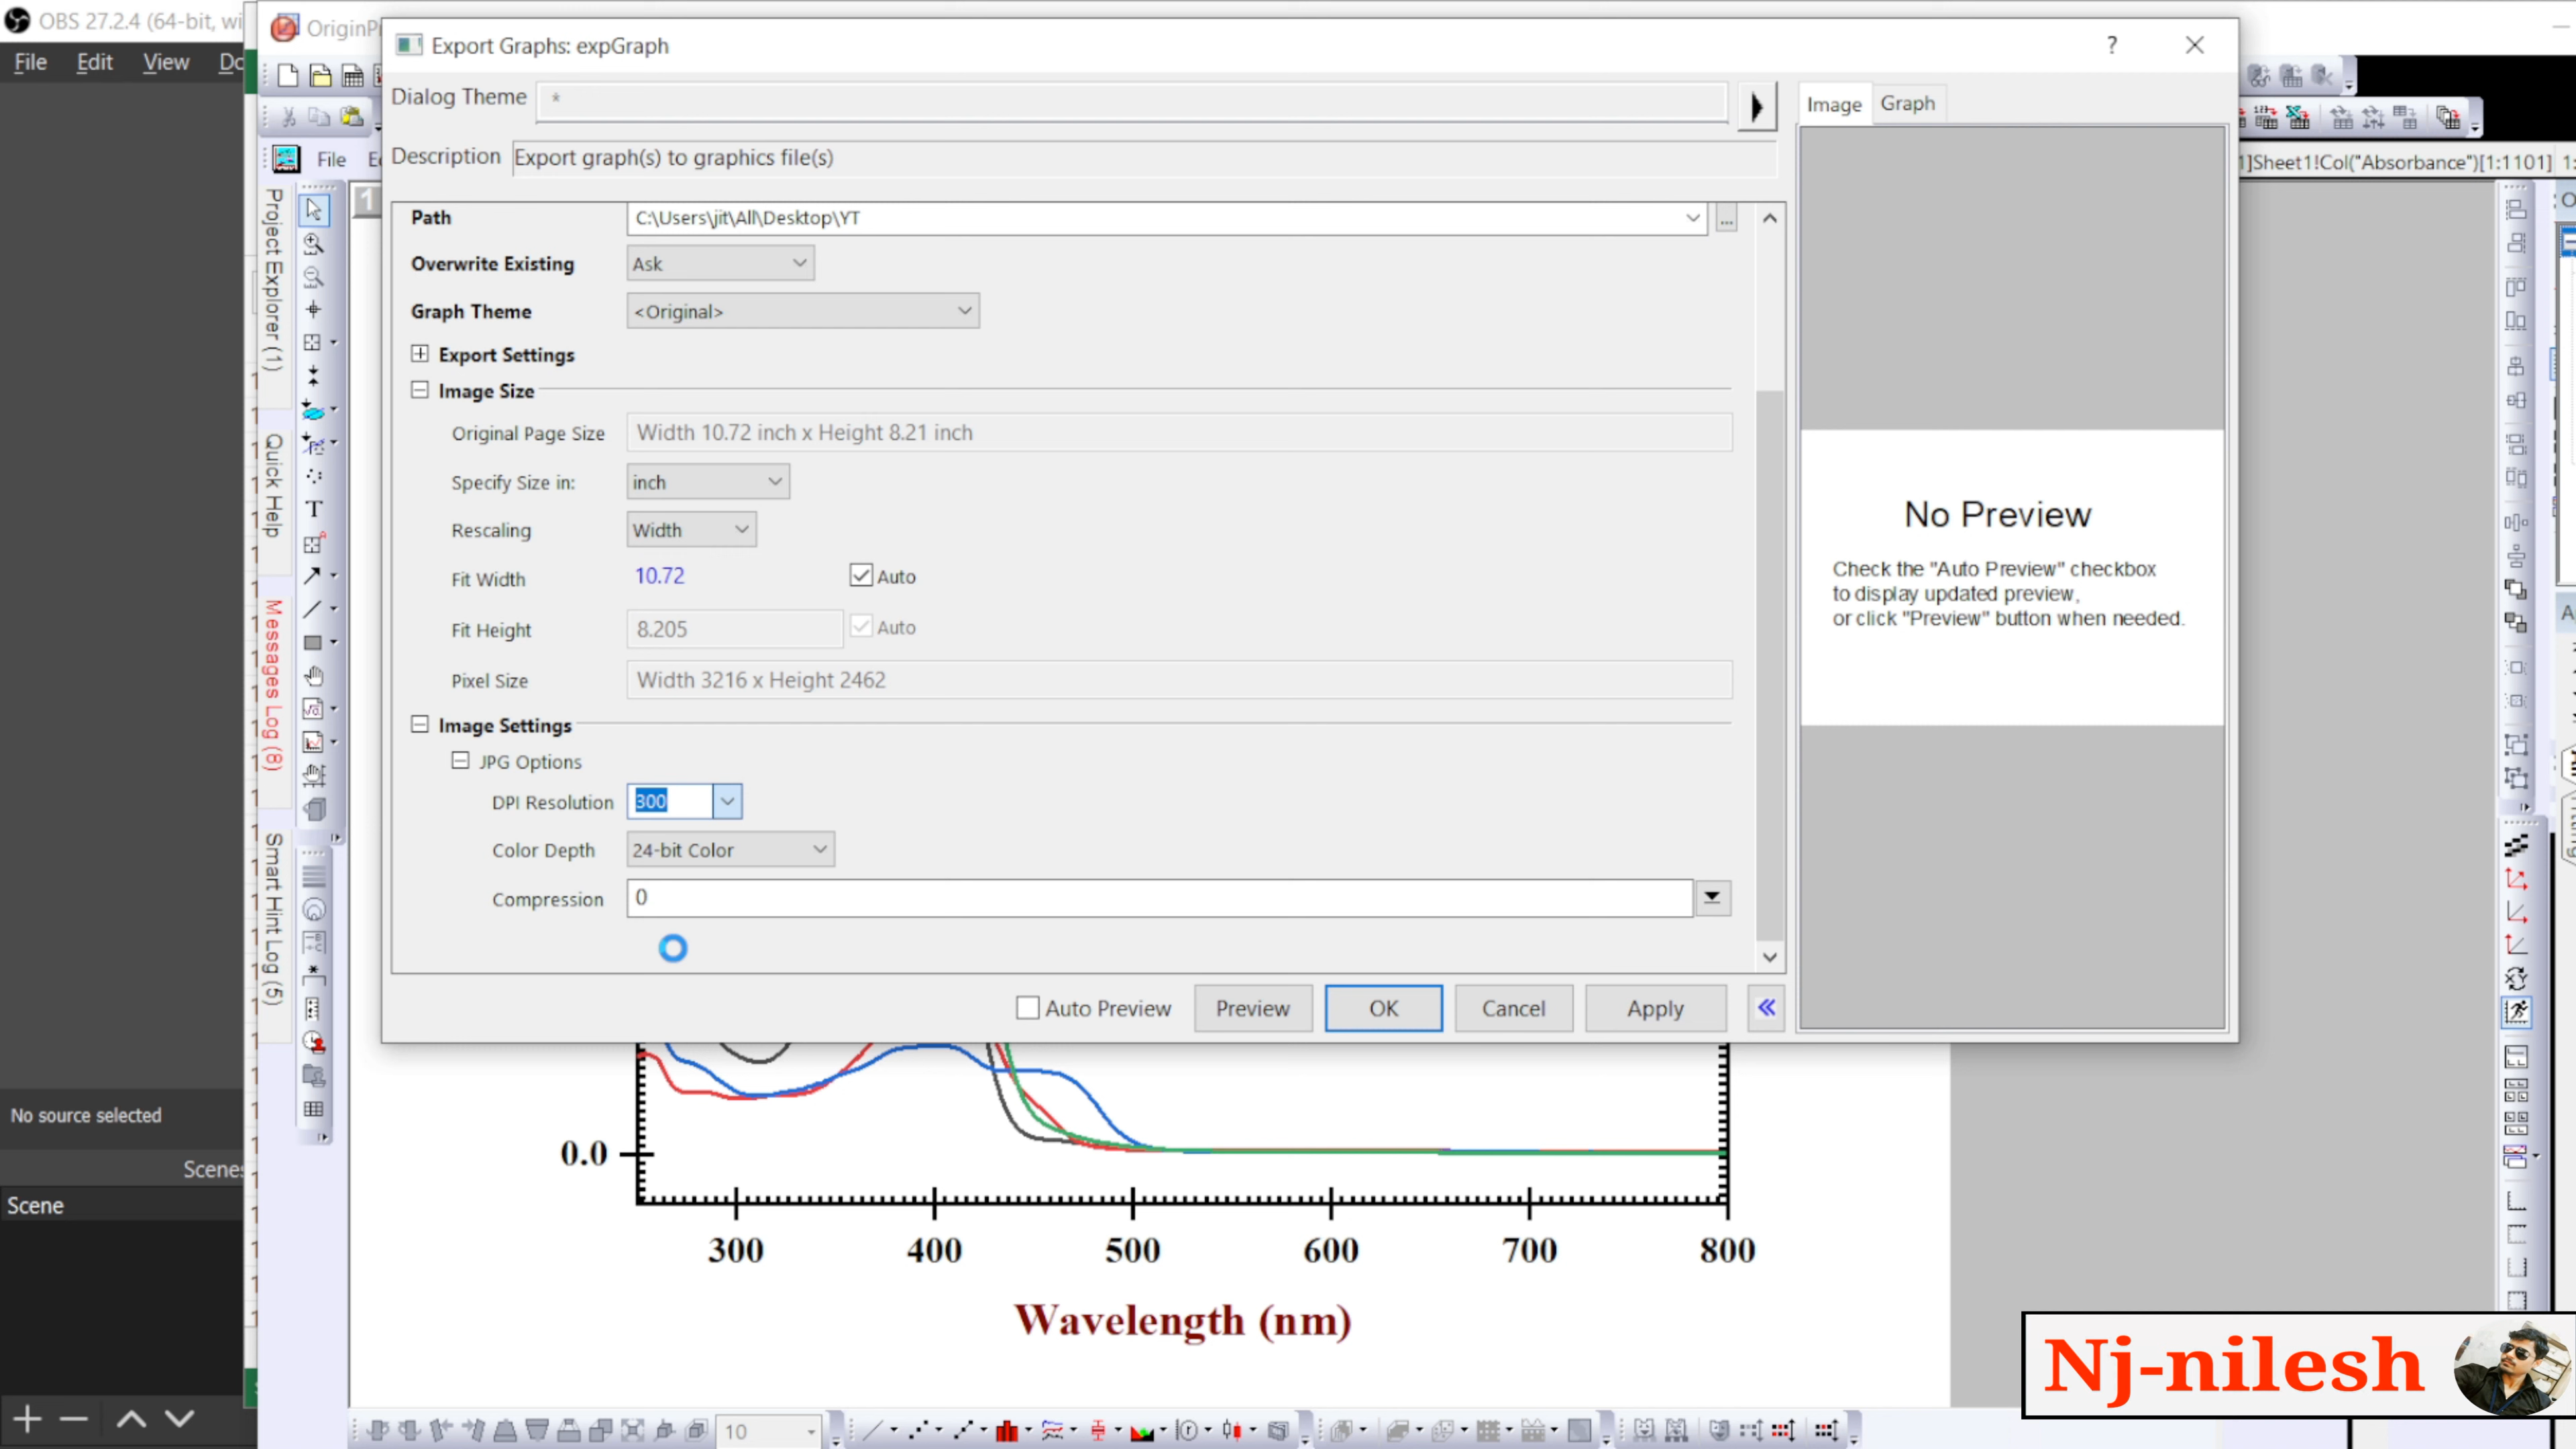 OBS 27.2.4 (64-bit, wi
File Edit View Do
OriginP
Export Graphs: expGraph
?
Dialog Theme *
Description Export graph(s) to graphics file(s)
File
Path C:\Users\jit\All\Desktop\YT ...
Overwrite Existing Ask
Graph Theme <Original>
Export Settings
Image Size
Original Page Size Width 10.72 inch x Height 8.21 inch
Specify Size in: inch
Rescaling Width
Fit Width 10.72 Auto
Fit Height 8.205 Auto
Pixel Size Width 3216 x Height 2462
Image Settings
JPG Options
DPI Resolution 300
Color Depth 24-bit Color
Compression 0
Auto Preview Preview OK Cancel Apply
Image Graph
No Preview
Check the "Auto Preview" checkbox
to display updated preview,
or click "Preview" button when needed.
1]Sheet1!Col("Absorbance")[1:1101]
1
Project Explorer (1)
Quick Help
Messages Log (8)
Smart Hint Log (5)
No source selected
Scenes
Scene
0.0
300 400 500 600 700 800
Wavelength (nm)
10
Nj-nilesh